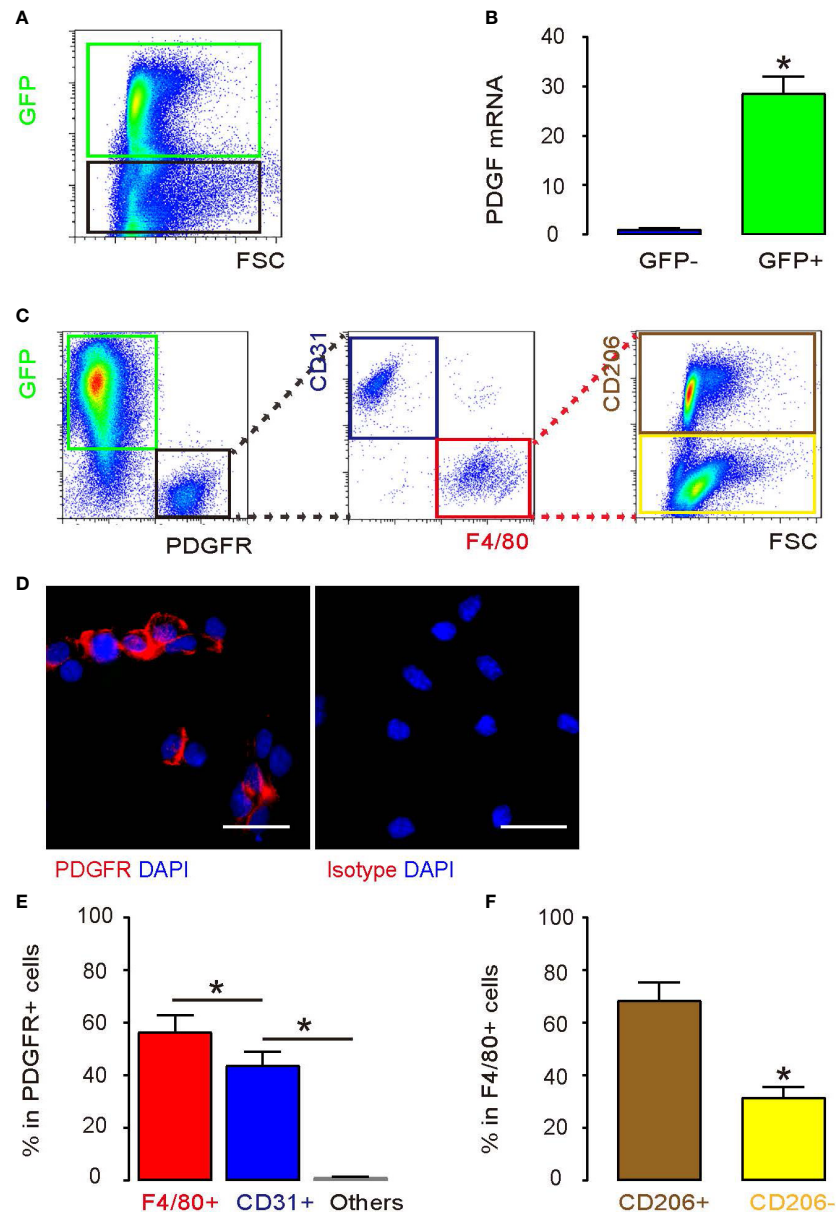 A
GFP
FSC
B
PDGF mRNA
40
30
20
10
0
*
GFP-
GFP+
C
GFP
PDGFR
CD31
F4/80
CD206
FSC
D
PDGFR DAPI
Isotype DAPI
E
% in PDGFR+ cells
100
80
60
40
20
0
*
*
F4/80+
CD31+
Others
F
% in F4/80+ cells
100
80
60
40
20
0
*
CD206+
CD206-